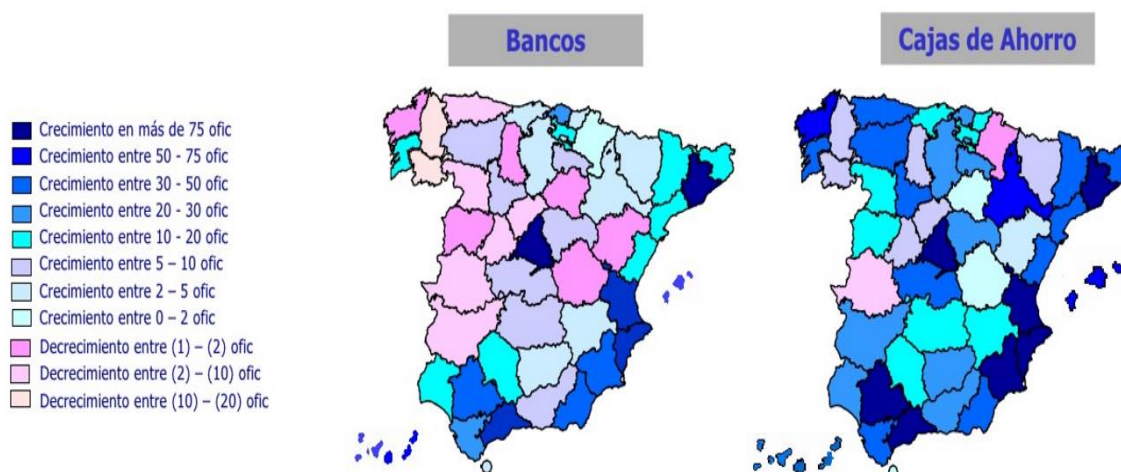 Bancos
Cajas de Ahorro
Crecimiento en más de 75 ofic
Crecimiento entre 50 - 75 ofic
Crecimiento entre 30 - 50 ofic
Crecimiento entre 20 - 30 ofic
Crecimiento entre 10 - 20 ofic
Crecimiento entre 5 – 10 ofic
Crecimiento entre 2 – 5 ofic
Crecimiento entre 0 – 2 ofic
Decrecimiento entre (1) – (2) ofic
Decrecimiento entre (2) – (10) ofic
Decrecimiento entre (10) – (20) ofic